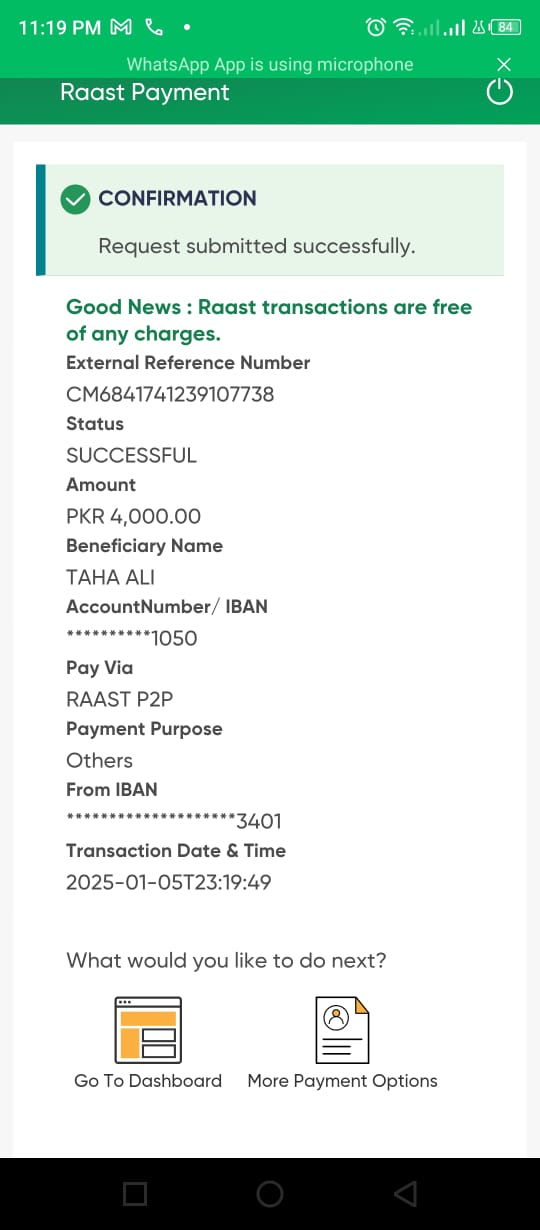 11:19 PM
84
WhatsApp App is using microphone
Raast Payment
CONFIRMATION
Request submitted successfully.
Good News : Raast transactions are free
of any charges.
External Reference Number
CM6841741239107738
Status
SUCCESSFUL
Amount
PKR 4,000.00
Beneficiary Name
TAHA ALI
AccountNumber/ IBAN
**********1050
Pay Via
RAAST P2P
Payment Purpose
Others
From IBAN
********************3401
Transaction Date & Time
2025-01-05T23:19:49
What would you like to do next?
Go To Dashboard
More Payment Options